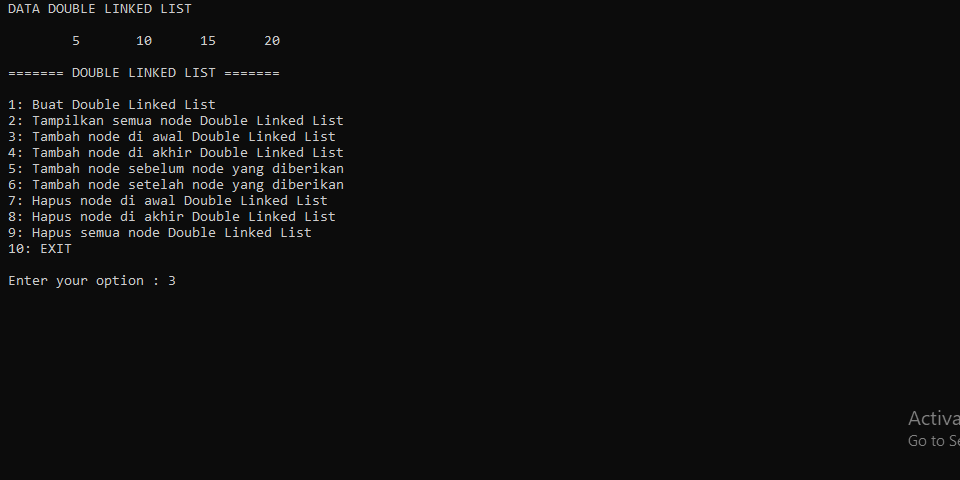 DATA DOUBLE LINKED LIST
5 10 15 20
======= DOUBLE LINKED LIST =======
1: Buat Double Linked List
2: Tampilkan semua node Double Linked List
3: Tambah node di awal Double Linked List
4: Tambah node di akhir Double Linked List
5: Tambah node sebelum node yang diberikan
6: Tambah node setelah node yang diberikan
7: Hapus node di awal Double Linked List
8: Hapus node di akhir Double Linked List
9: Hapus semua node Double Linked List
10: EXIT
Enter your option : 3
Activa
Go to Se